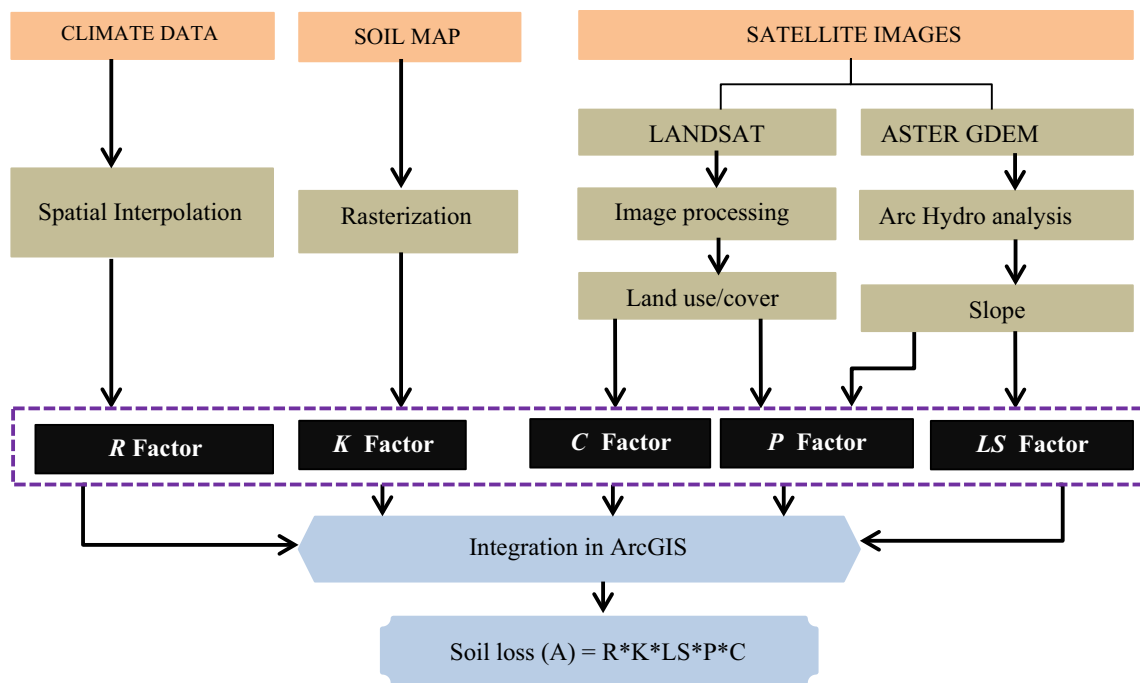 CLIMATE DATA
SOIL MAP
SATELLITE IMAGES
LANDSAT
ASTER GDEM
Spatial Interpolation
Rasterization
Image processing
Arc Hydro analysis
Land use/cover
Slope
R Factor
K Factor
C Factor
P Factor
LS Factor
Integration in ArcGIS
Soil loss (A) = R*K*LS*P*C